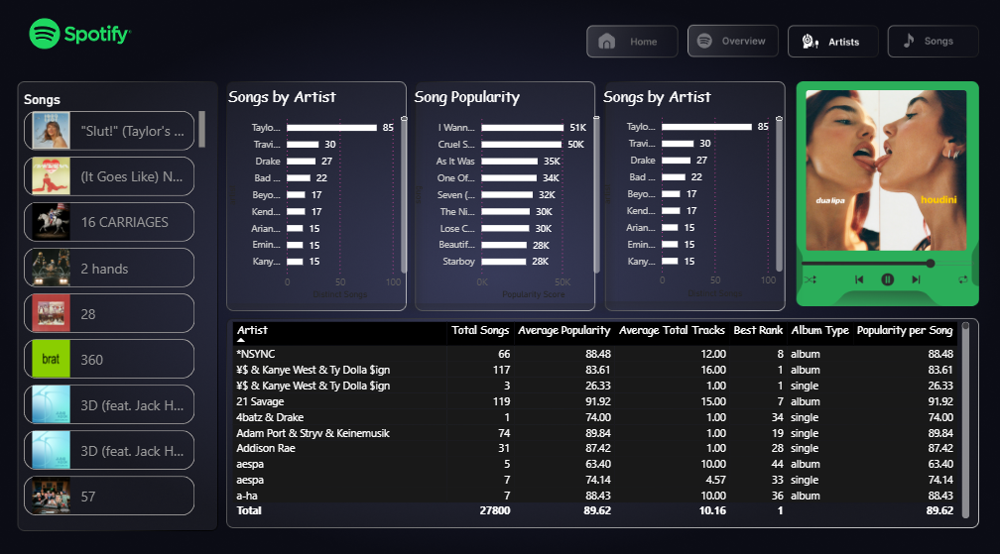 Spotify
Home
Overview
Artists
Songs
Songs
"Slut!" (Taylor's ...
(It Goes Like) N...
16 CARRIAGES
2 hands
28
brat
360
3D (feat. Jack H...
3D (feat. Jack H...
57
Songs by Artist
Taylo... 85
Travi... 30
Drake 27
Bad ... 22
Beyo... 17
Kend... 17
Arian... 15
Emin... 15
Kany... 15
0 50 100
Distinct Songs
Song Popularity
I Wann... 51K
Cruel S... 50K
As It Was 35K
One Of... 34K
Seven (... 32K
The Ni... 30K
Lose C... 30K
Beautif... 28K
Starboy 28K
0K 50K
Popularity Score
Songs by Artist
Taylo... 85
Travi... 30
Drake 27
Bad ... 22
Beyo... 17
Kend... 17
Arian... 15
Emin... 15
Kany... 15
0 50 100
Distinct Songs
dua lipa houdini
Artist Total Songs Average Popularity Average Total Tracks Best Rank Album Type Popularity per Song
*NSYNC 66 88.48 12.00 8 album 88.48
¥$ & Kanye West & Ty Dolla $ign 117 83.61 16.00 1 album 83.61
¥$ & Kanye West & Ty Dolla $ign 3 26.33 1.00 1 single 26.33
21 Savage 119 91.92 15.00 7 album 91.92
4batz & Drake 1 74.00 1.00 34 single 74.00
Adam Port & Stryv & Keinemusik 74 89.84 1.00 19 single 89.84
Addison Rae 31 87.42 1.00 28 single 87.42
aespa 5 63.40 10.00 44 album 63.40
aespa 7 74.14 4.57 33 single 74.14
a-ha 7 88.43 10.00 36 album 88.43
Total 27800 89.62 10.16 1 89.62